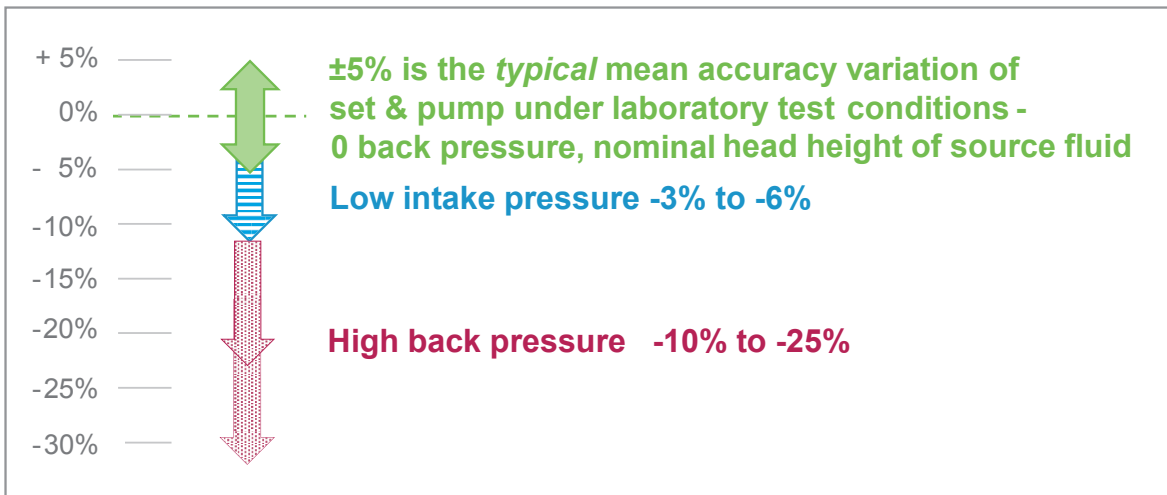 + 5%
±5% is the typical mean accuracy variation of
set & pump under laboratory test conditions -
0 back pressure, nominal head height of source fluid
0%
- 5%
Low intake pressure -3% to -6%
-10%
-15%
-20%
High back pressure -10% to -25%
-25%
-30%